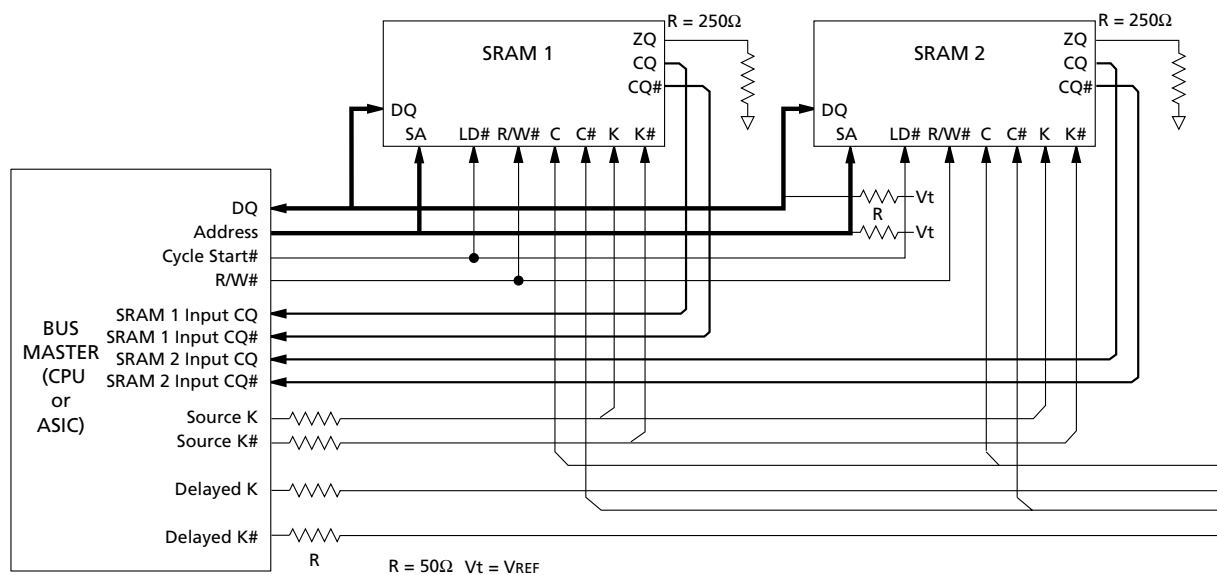 R = 250Ω
SRAM 1
ZQ
CQ
CQ#
DQ
SA LD# R/W# C C# K K#
R = 250Ω
SRAM 2
ZQ
CQ
CQ#
DQ
SA LD# R/W# C C# K K#
BUS
MASTER
(CPU
or
ASIC)
DQ
Address
Cycle Start#
R/W#
SRAM 1 Input CQ
SRAM 1 Input CQ#
SRAM 2 Input CQ
SRAM 2 Input CQ#
Source K
Source K#
Delayed K
Delayed K#
Vt
R
Vt
R
R = 50Ω Vt = VREF